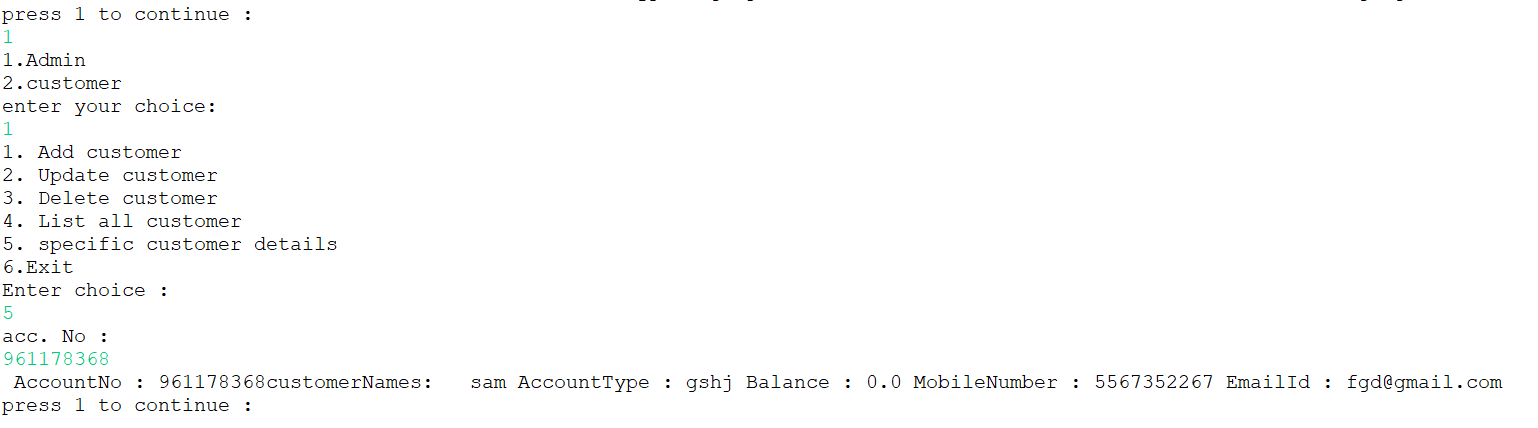 press 1 to continue :
1
1.Admin
2.customer
enter your choice:
1
1. Add customer
2. Update customer
3. Delete customer
4. List all customer
5. specific customer details
6.Exit
Enter choice :
5
acc. No :
961178368
AccountNo : 961178368customerNames:   sam AccountType : gshj Balance : 0.0 MobileNumber : 5567352267 EmailId : fgd@gmail.com
press 1 to continue :